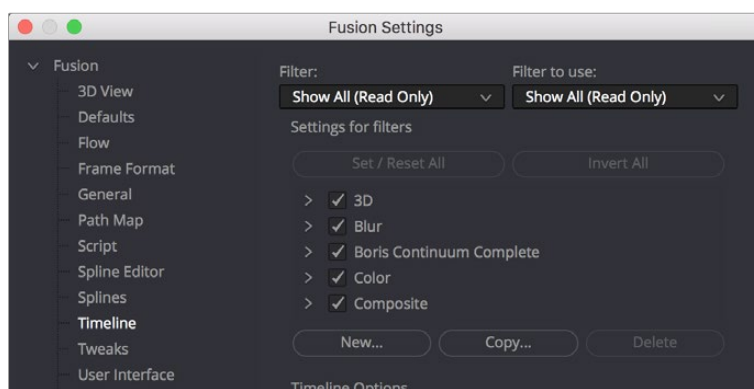 Fusion Settings
Fusion
3D View
Defaults
Flow
Frame Format
General
Path Map
Script
Spline Editor
Splines
Timeline
Tweaks
User Interface
Filter:
Filter to use:
Show All (Read Only)
Show All (Read Only)
Settings for filters
Set / Reset All
Invert All
3D
Blur
Boris Continuum Complete
Color
Composite
New...
Copy...
Delete
Timeline Options